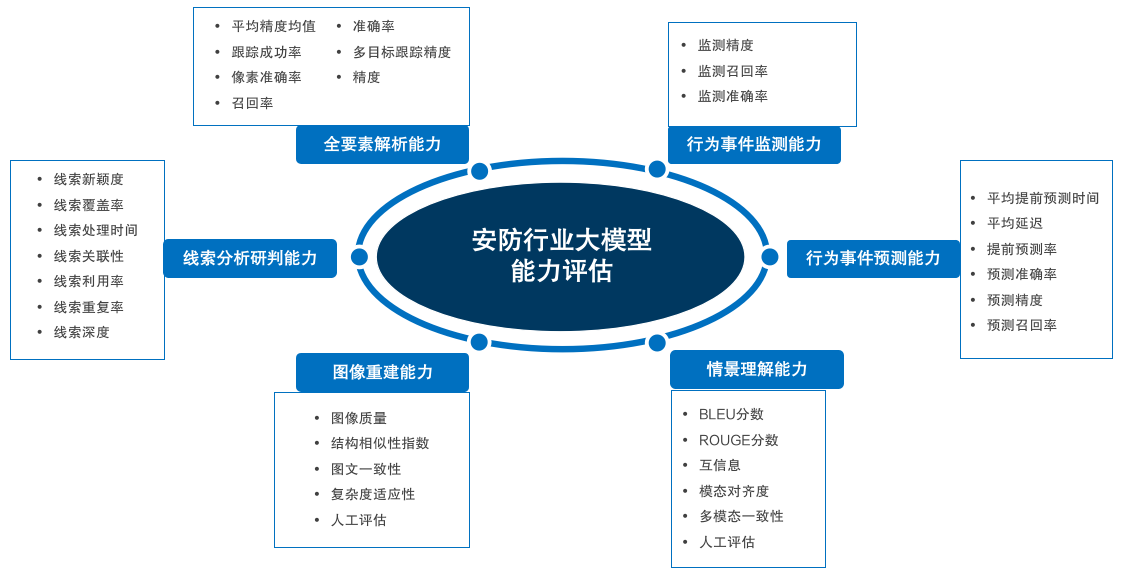 平均精度均值
跟踪成功率
像素准确率
召回率
准确率
多目标跟踪精度
精度
全要素解析能力
监测精度
监测召回率
监测准确率
行为事件监测能力
线索新颖度
线索覆盖率
线索处理时间
线索关联性
线索利用率
线索重复率
线索深度
线索分析研判能力
安防行业大模型
能力评估
行为事件预测能力
平均提前预测时间
平均延迟
提前预测率
预测准确率
预测精度
预测召回率
图像重建能力
图像质量
结构相似性指数
图文一致性
复杂度适应性
人工评估
情景理解能力
BLEU分数
ROUGE分数
互信息
模态对齐度
多模态一致性
人工评估